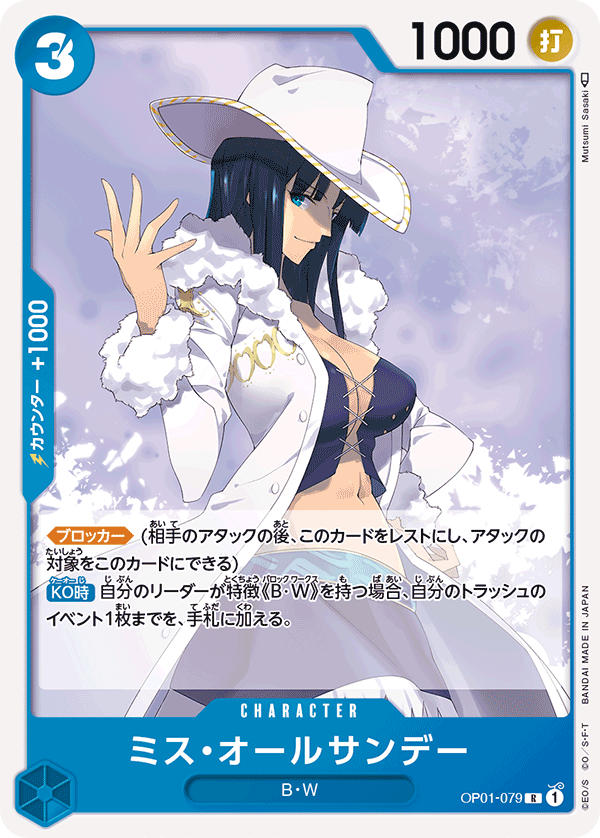 3
1000
打
Mutsumi Sasaki
カウンター +1000
ブロッカー (相手のアタックの後、このカードをレストにし、アタックの
対象をこのカードにできる)
KO時 自分のリーダーが特徴《B・W》を持つ場合、自分のトラッシュの
イベント1枚までを、手札に加える。
CHARACTER
ミス・オールサンデー
B・W
OP01-079 R 1
©EO/S ©O/S・F・T BANDAI MADE IN JAPAN